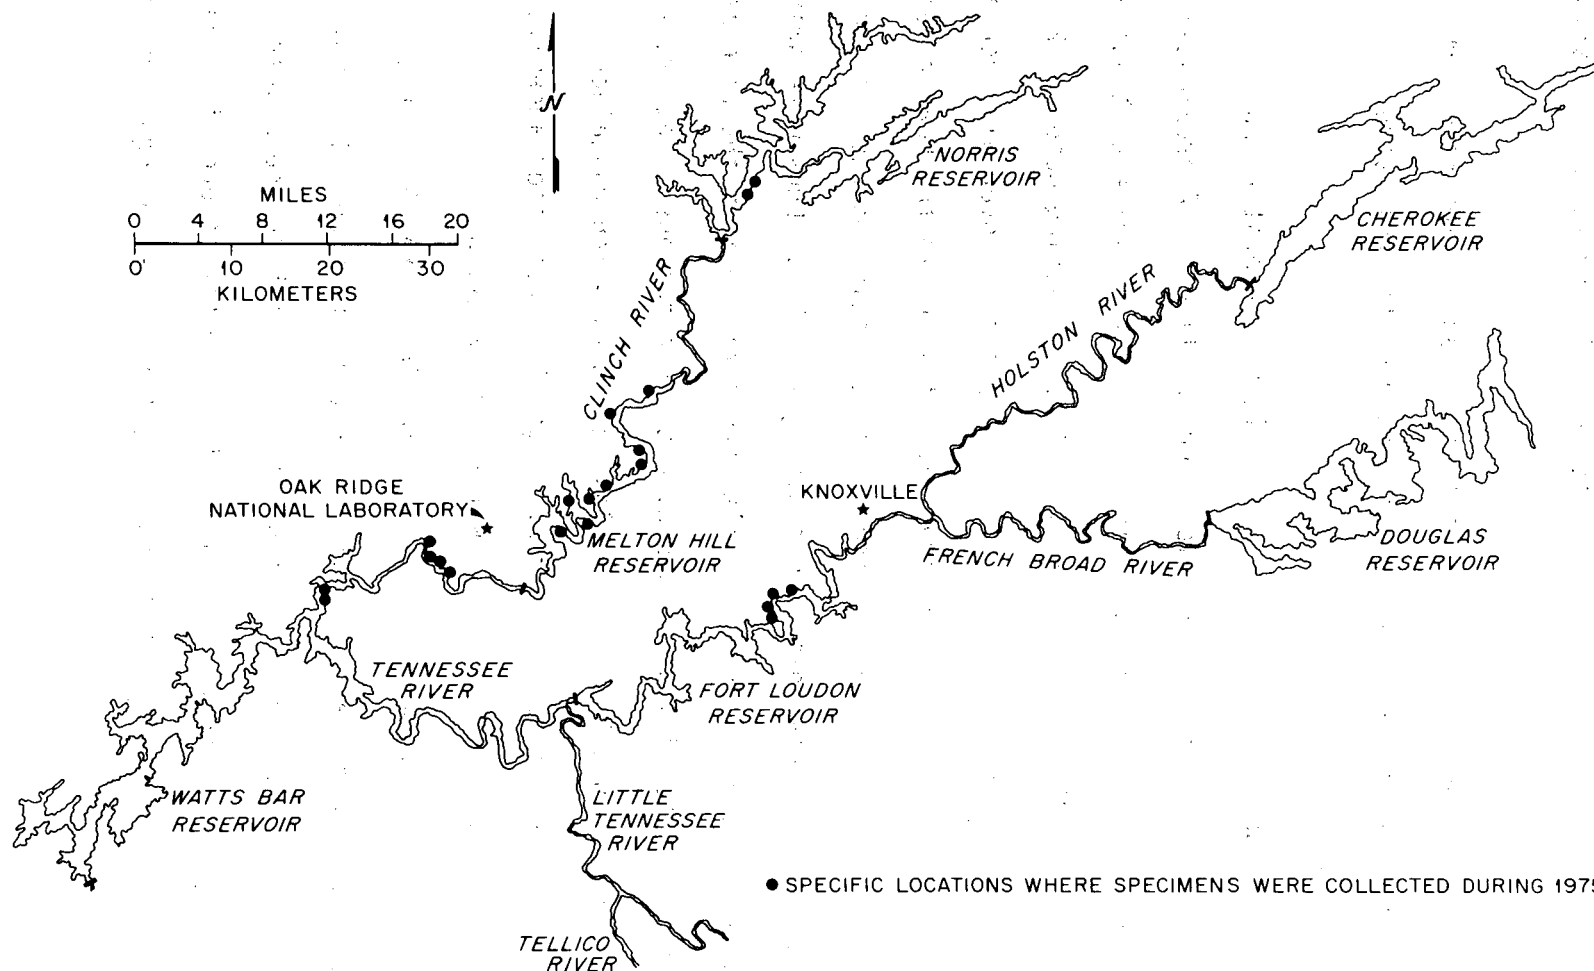 N
NORRIS
RESERVOIR
MILES
0 4 8 12 16 20
0 10 20 30
KILOMETERS
CHEROKEE
RESERVOIR
CLINCH RIVER
HOLSTON RIVER
OAK RIDGE
NATIONAL LABORATORY
KNOXVILLE
MELTON HILL
RESERVOIR
FRENCH BROAD RIVER
DOUGLAS
RESERVOIR
TENNESSEE
RIVER
FORT LOUDON
RESERVOIR
WATTS BAR
RESERVOIR
LITTLE
TENNESSEE
RIVER
SPECIFIC LOCATIONS WHERE SPECIMENS WERE COLLECTED DURING
TELLICO
RIVER